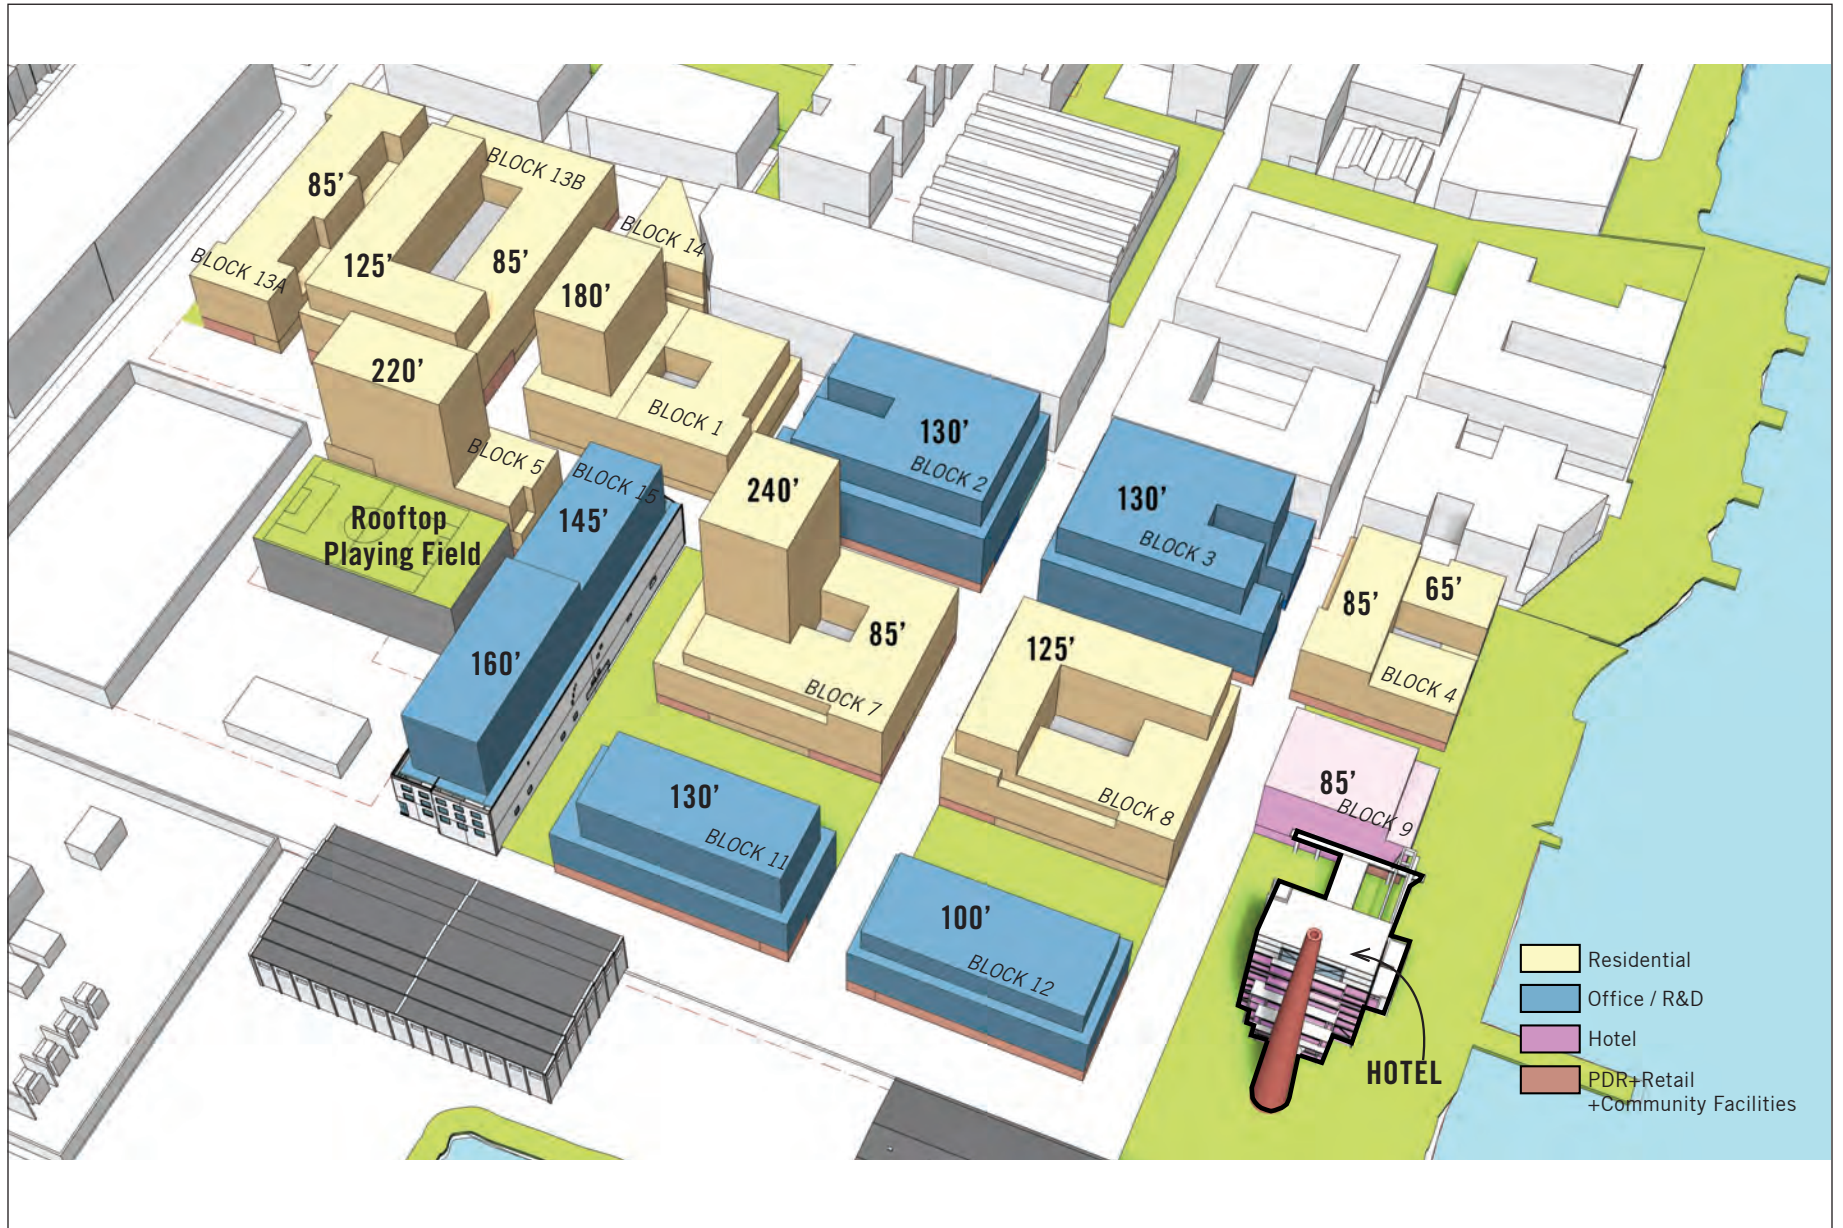 BLOCK 13B
85’
BLOCK 14
BLOCK 13A
125’
85’
180’
220’
BLOCK 1
130’
BLOCK 2
BLOCK 5
BLOCK 15
240’
130’
BLOCK 3
145’
Rooftop
Playing Field
85’
65’
BLOCK 4
160’
85’
BLOCK 7
125’
85’
BLOCK 9
130’
BLOCK 11
BLOCK 8
100’
BLOCK 12
HOTEL
Residential
Office / R&D
Hotel
PDR+Retail
+Community Facilities